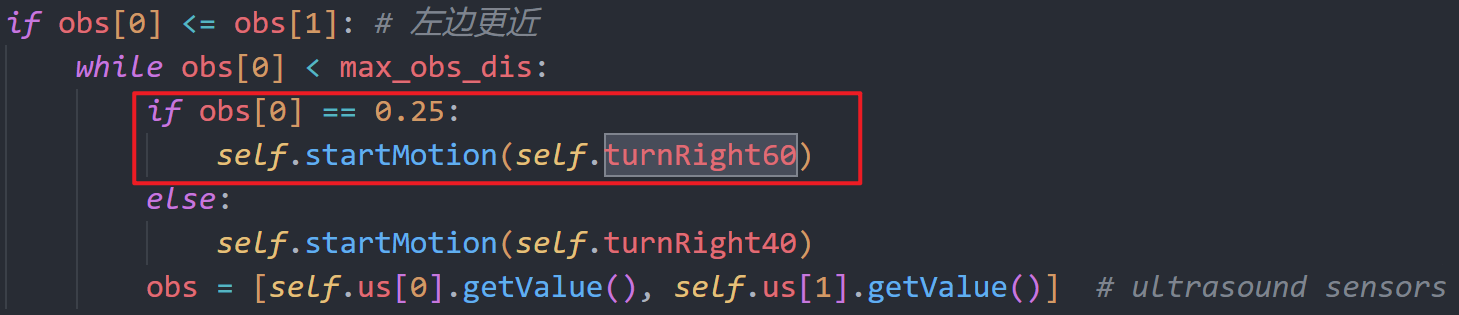 if obs[0] <= obs[1]: # 左边更近
while obs[0] < max_obs_dis:
if obs[0] == 0.25:
self.startMotion(self.turnRight60)
else:
self.startMotion(self.turnRight40)
obs = [self.us[0].getValue(), self.us[1].getValue()]  # ultrasound sensors